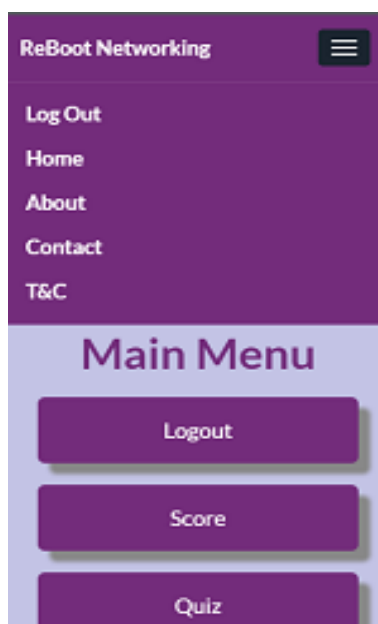 ReBoot Networking
Log Out
Home
About
Contact
T&C
Main Menu
Logout
Score
Quiz